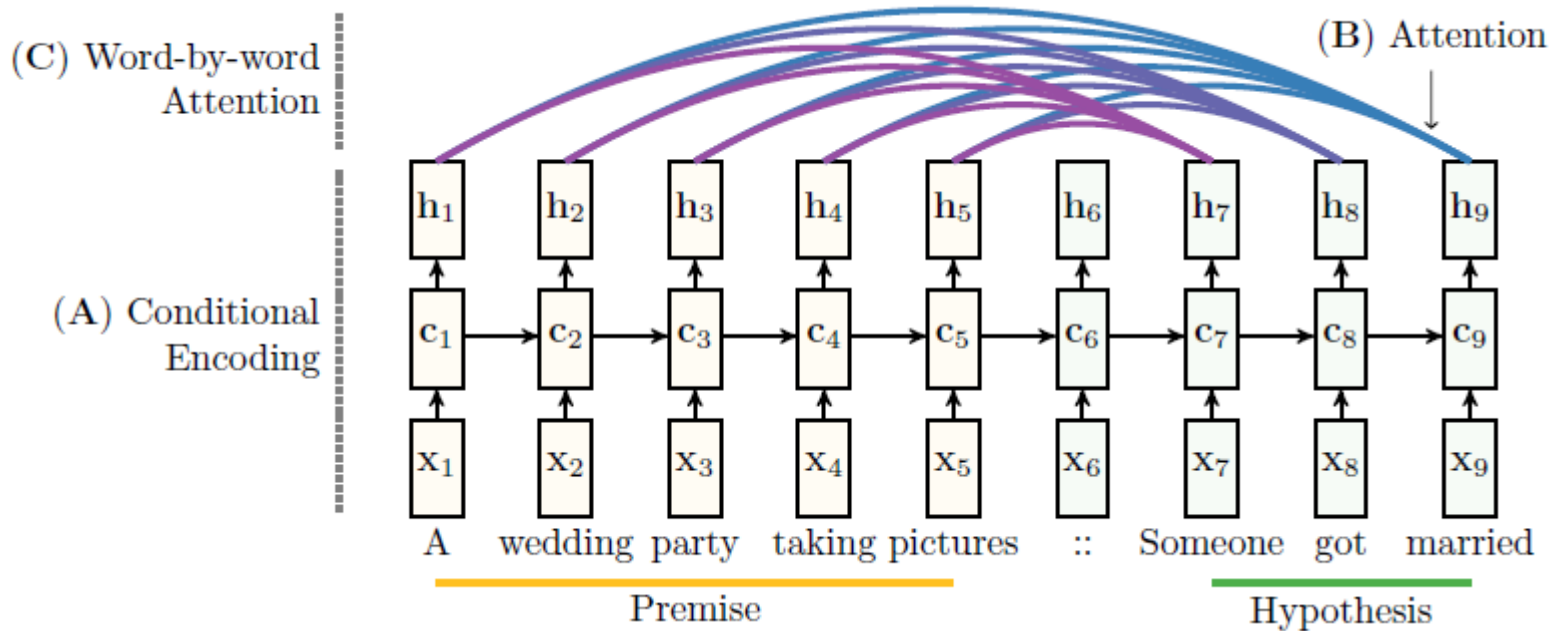 (C) Word-by-word
Attention
(B) Attention
h₁ h₂ h₃ h₄ h₅ h₆ h₇ h₈ h₉
(A) Conditional
Encoding
c₁ c₂ c₃ c₄ c₅ c₆ c₇ c₈ c₉
x₁ x₂ x₃ x₄ x₅ x₆ x₇ x₈ x₉
A wedding party taking pictures :: Someone got married
Premise Hypothesis